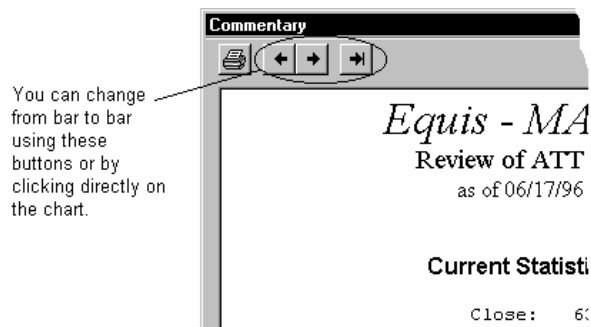 Commentary
You can change
from bar to bar
using these
buttons or by
clicking directly on
the chart.
Equis - MA
Review of ATT
as of 06/17/96
Current Statisti
Close: 63